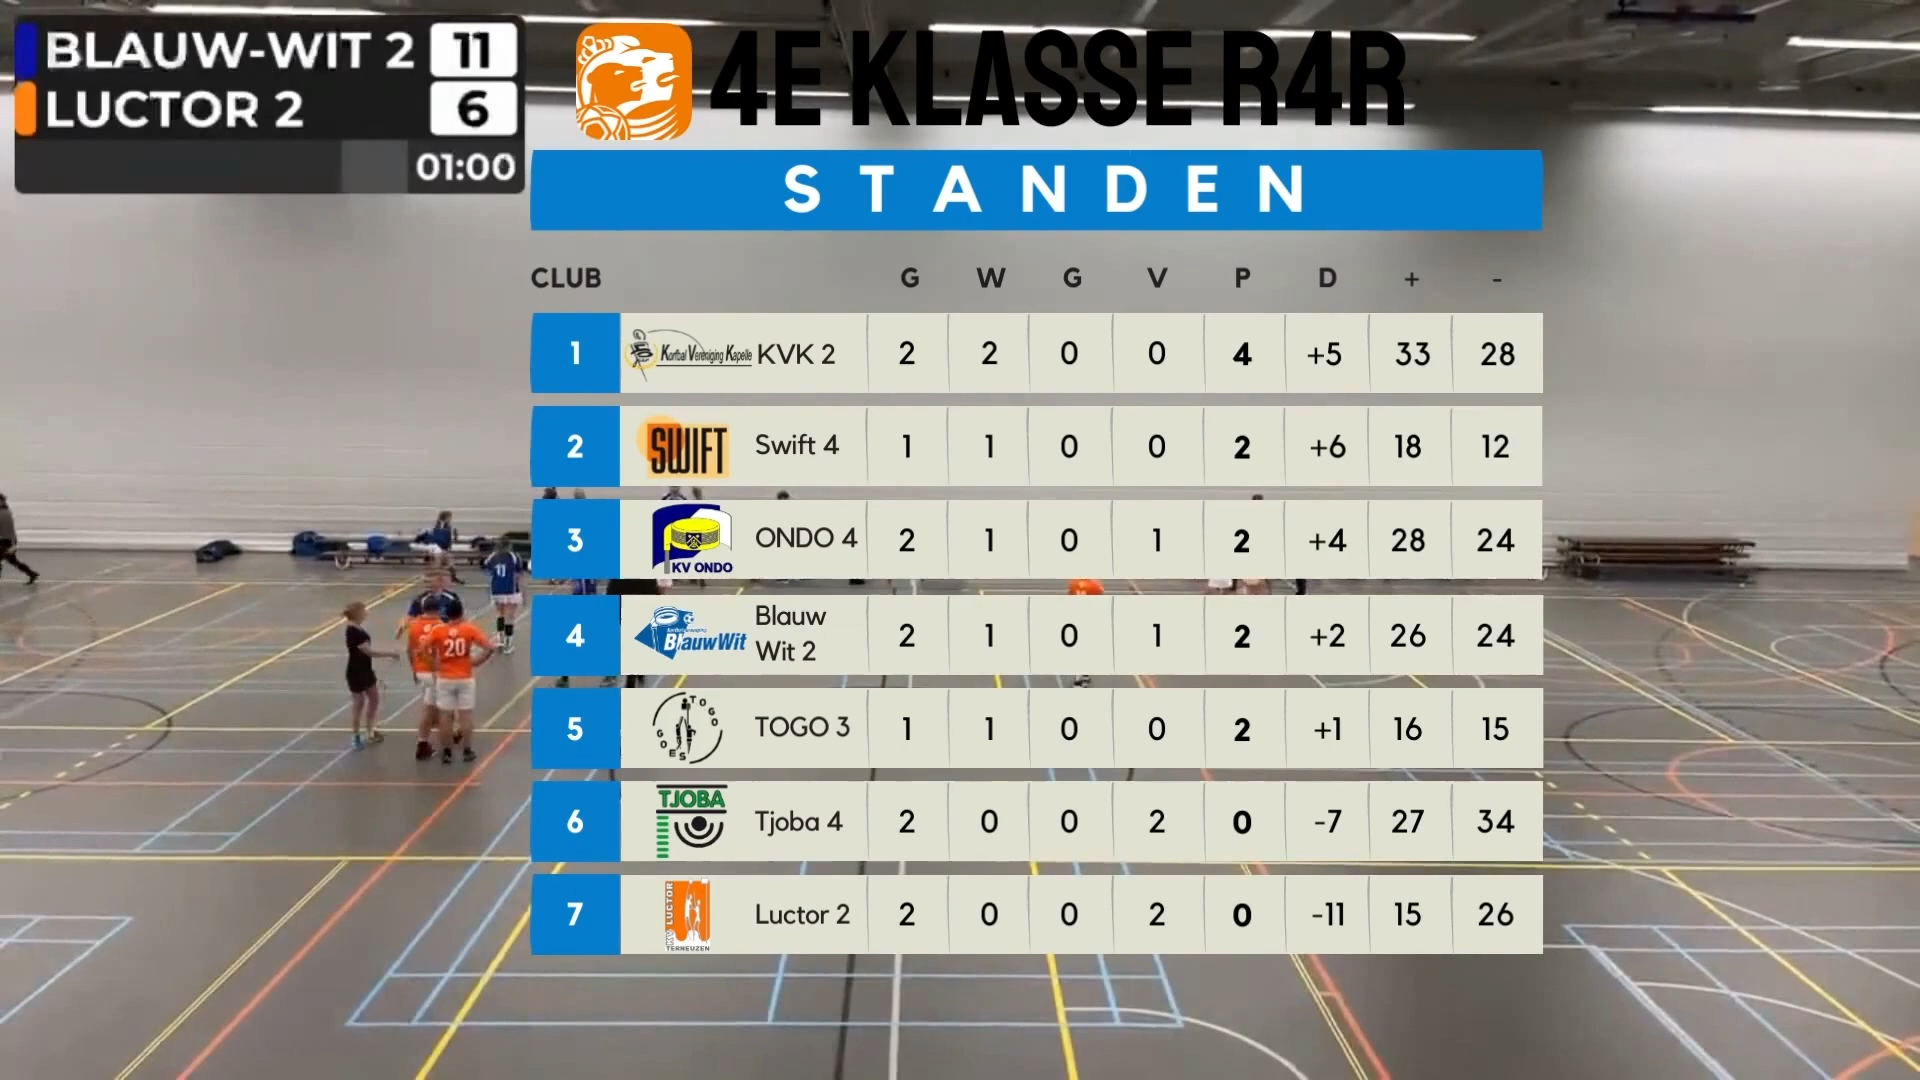 BLAUW-WIT 2 11
LUCTOR 2 6
01:00
4E KLASSE R4R
STANDEN
CLUB G W G V P D + -
1 Korfbal Vereniging Kapelle KVK 2 2 2 0 0 4 +5 33 28
2 SWIFT Swift 4 1 1 0 0 2 +6 18 12
3 KV ONDO ONDO 4 2 1 0 1 2 +4 28 24
4 BlauwWit Blauw Wit 2 2 1 0 1 2 +2 26 24
5 TOGO GOES TOGO 3 1 1 0 0 2 +1 16 15
6 TJOBA Tjoba 4 2 0 0 2 0 -7 27 34
7 KV LUCTOR TERNEUZEN Luctor 2 2 0 0 2 0 -11 15 26
11
20